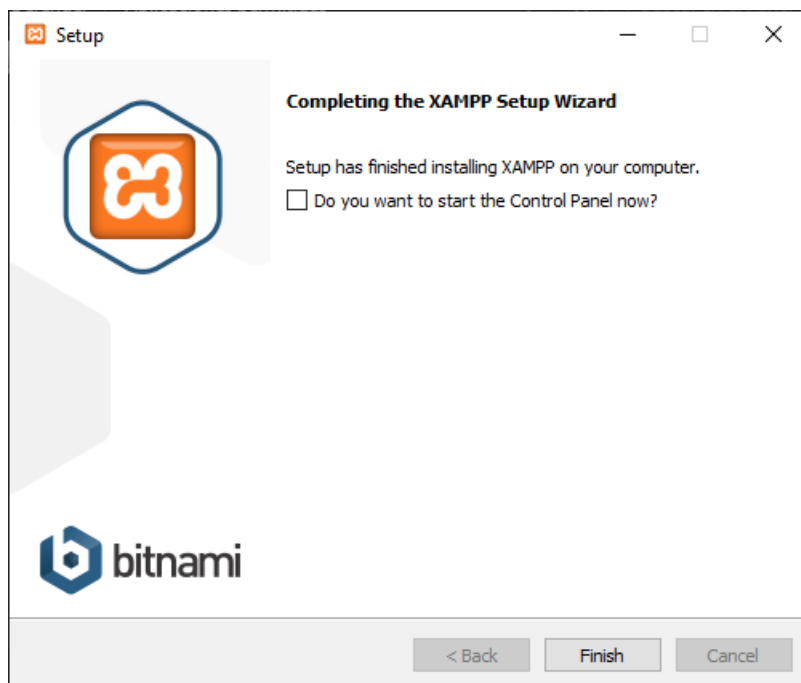 Setup
Completing the XAMPP Setup Wizard
Setup has finished installing XAMPP on your computer.
Do you want to start the Control Panel now?
bitnami
< Back
Finish
Cancel